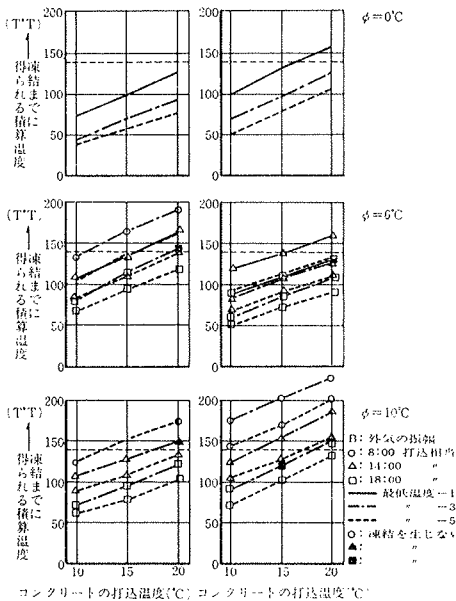 (T°T)
凍結まで
得られる積算温度
200
150
100
50
0
200
150
100
50
0
φ=0℃
(T°T,
凍結までに
得られる積算温度
200
150
100
50
0
200
150
100
50
0
φ=6℃
(T°T)
凍結までに
得られる積算温度
200
150
100
50
0
10 15 20
200
150
100
50
0
10 15 20
φ=10℃
B: 外気の振幅
○: 8:00 打込相当
△: 14:00 〃
□: 18:00 〃
最低温度−1
〃 −3
〃 −5
○: 凍結を生じない
▲: 〃
■: 〃
コンクリートの打込温度(℃) コンクリートの打込温度(℃)